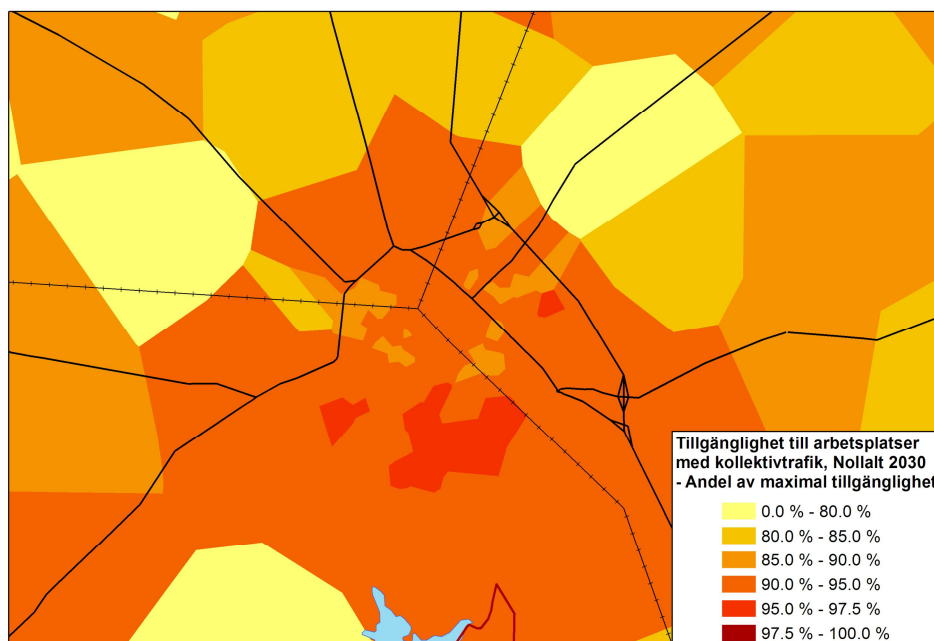 Tillgänglighet till arbetsplatser
med kollektivtrafik, Nollalt 2030
- Andel av maximal tillgänglighet
0.0 % - 80.0 %
80.0 % - 85.0 %
85.0 % - 90.0 %
90.0 % - 95.0 %
95.0 % - 97.5 %
97.5 % - 100.0 %